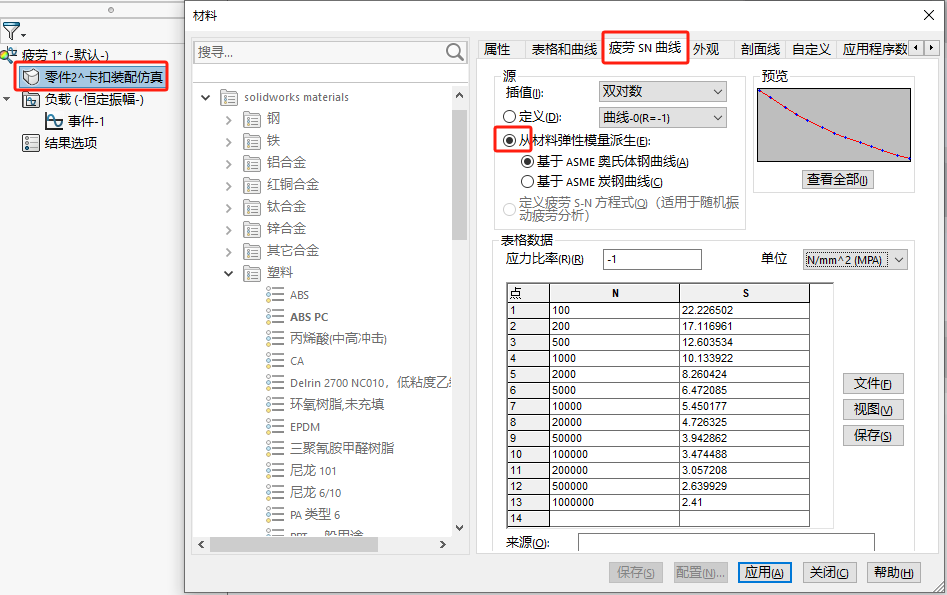 疲劳 1* (-默认-)
零件2^卡扣装配仿真
负载 (-恒定振幅-)
事件-1
结果选项
材料
搜寻...
solidworks materials
钢
铁
铝合金
红铜合金
钛合金
锌合金
其它合金
塑料
ABS
ABS PC
丙烯酸(中高冲击)
CA
Delrin 2700 NC010，低粘度乙
环氧树脂,未充填
EPDM
三聚氰胺甲醛树脂
尼龙 101
尼龙 6/10
PA 类型 6
属性 表格和曲线 疲劳 SN 曲线 外观 剖面线 自定义 应用程序数
源
插值(I): 双对数
定义(D): 曲线-0(R=-1)
从材料弹性模量派生(E):
基于 ASME 奥氏体钢曲线(A)
基于 ASME 炭钢曲线(C)
定义疲劳 S-N 方程式(Q)（适用于随机振
动疲劳分析）
预览
查看全部(I)
表格数据
应力比率(R)(R) -1 单位 N/mm^2 (MPA)
点 N S
1 100 22.226502
2 200 17.116961
3 500 12.603534
4 1000 10.133922
5 2000 8.260424
6 5000 6.472085
7 10000 5.450177
8 20000 4.726325
9 50000 3.942862
10 100000 3.474488
11 200000 3.057208
12 500000 2.639929
13 1000000 2.41
14
文件(F)
视图(V)
保存(S)
来源(O):
保存(S) 配置(N)... 应用(A) 关闭(C) 帮助(H)